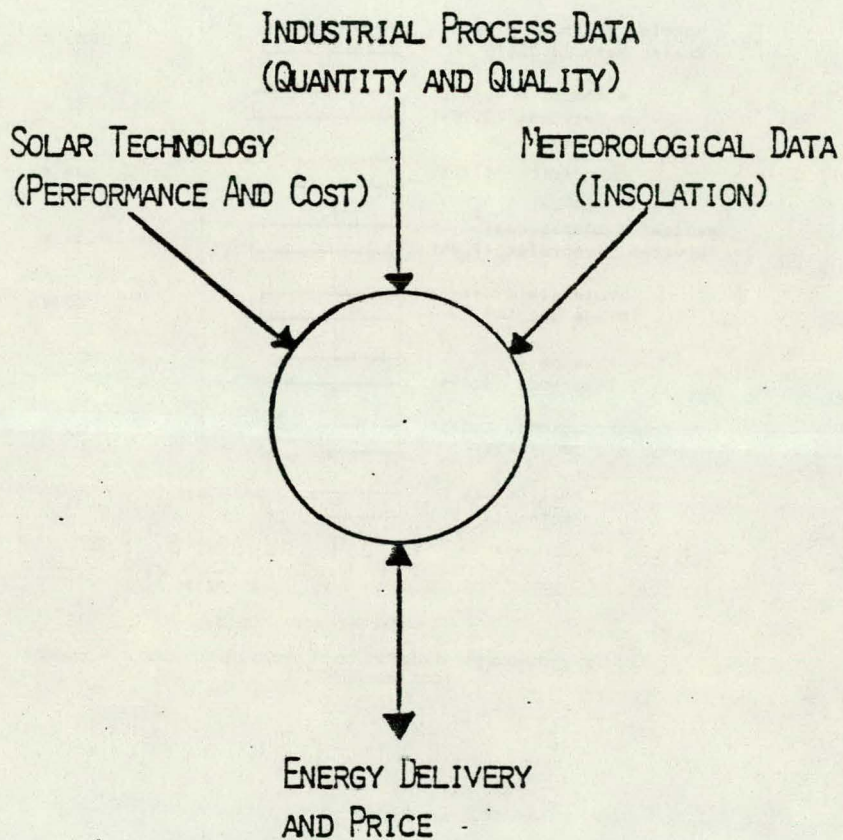 INDUSTRIAL PROCESS DATA
(QUANTITY AND QUALITY)
SOLAR TECHNOLOGY
(PERFORMANCE AND COST)
METEOROLOGICAL DATA
(INSOLATION)
ENERGY DELIVERY
AND PRICE